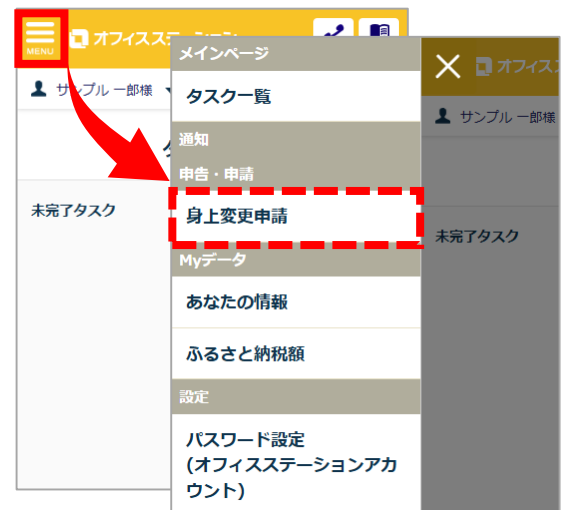 MENU
オフィスステーション
サンプル 一郎様
未完了タスク
メインページ
タスク一覧
通知
申告・申請
身上変更申請
Myデータ
あなたの情報
ふるさと納税額
設定
パスワード設定
(オフィスステーションアカ
ウント)
オフィス
サンプル 一郎様
未完了タスク